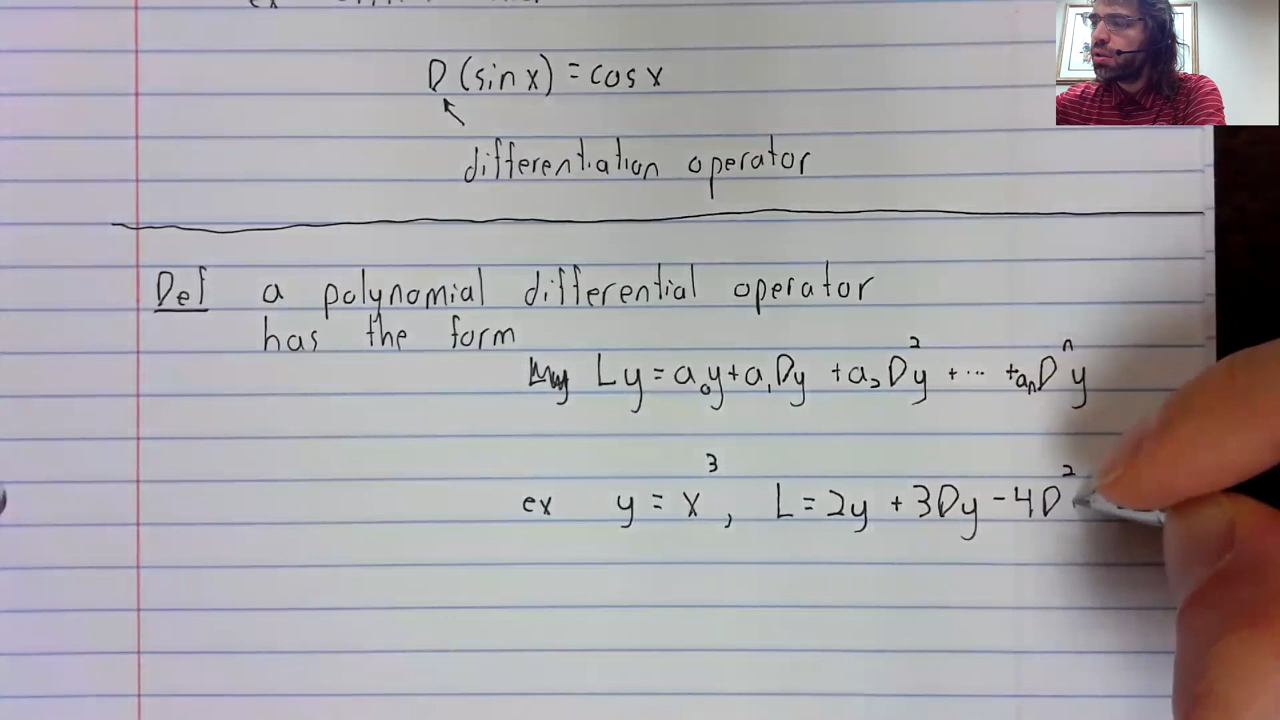 D (sin x) = cos x
differentiation operator
Def a polynomial differential operator
has the form
Ly = a₀y + a₁Dy + a₂D²y + ⋯ + aₙDⁿy
ex y = x³, L = 2y + 3Dy - 4D²